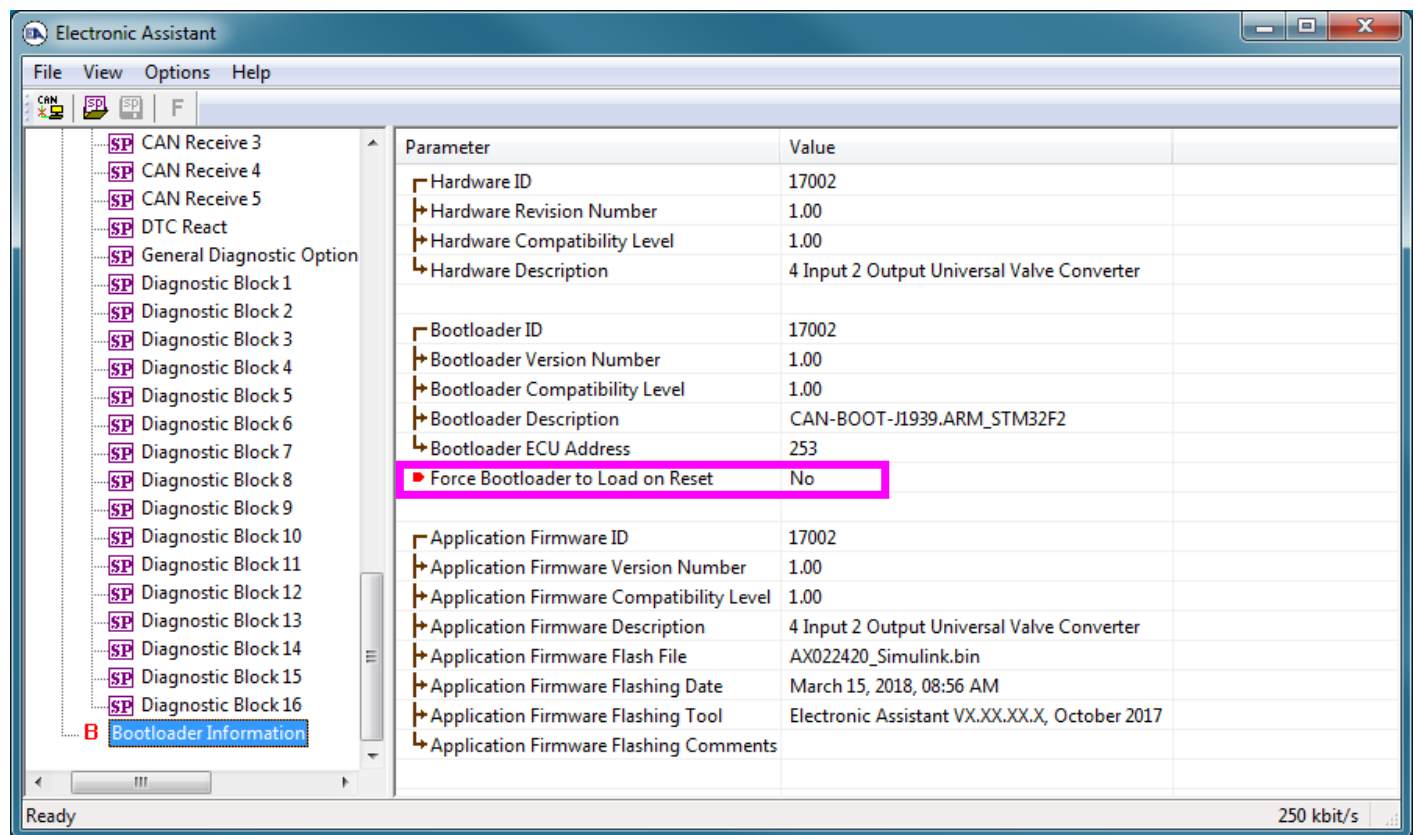 Electronic Assistant
File View Options Help
CAN SP SP F
SP CAN Receive 3
SP CAN Receive 4
SP CAN Receive 5
SP DTC React
SP General Diagnostic Option
SP Diagnostic Block 1
SP Diagnostic Block 2
SP Diagnostic Block 3
SP Diagnostic Block 4
SP Diagnostic Block 5
SP Diagnostic Block 6
SP Diagnostic Block 7
SP Diagnostic Block 8
SP Diagnostic Block 9
SP Diagnostic Block 10
SP Diagnostic Block 11
SP Diagnostic Block 12
SP Diagnostic Block 13
SP Diagnostic Block 14
SP Diagnostic Block 15
SP Diagnostic Block 16
B Bootloader Information
Parameter Value
Hardware ID 17002
Hardware Revision Number 1.00
Hardware Compatibility Level 1.00
Hardware Description 4 Input 2 Output Universal Valve Converter
Bootloader ID 17002
Bootloader Version Number 1.00
Bootloader Compatibility Level 1.00
Bootloader Description CAN-BOOT-J1939.ARM_STM32F2
Bootloader ECU Address 253
Force Bootloader to Load on Reset No
Application Firmware ID 17002
Application Firmware Version Number 1.00
Application Firmware Compatibility Level 1.00
Application Firmware Description 4 Input 2 Output Universal Valve Converter
Application Firmware Flash File AX022420_Simulink.bin
Application Firmware Flashing Date March 15, 2018, 08:56 AM
Application Firmware Flashing Tool Electronic Assistant VX.XX.XX.X, October 2017
Application Firmware Flashing Comments
Ready 250 kbit/s